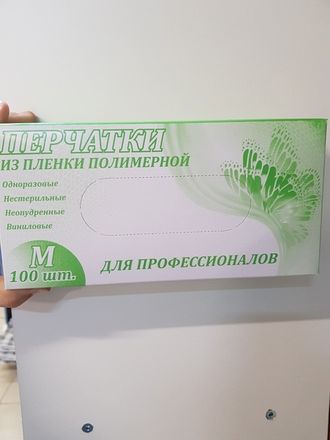 ПЕРЧАТКИ
ИЗ ПЛЕНКИ ПОЛИМЕРНОЙ
Одноразовые
Нестерильные
Неопудренные
Виниловые
M
100 шт.
ДЛЯ ПРОФЕССИОНАЛОВ